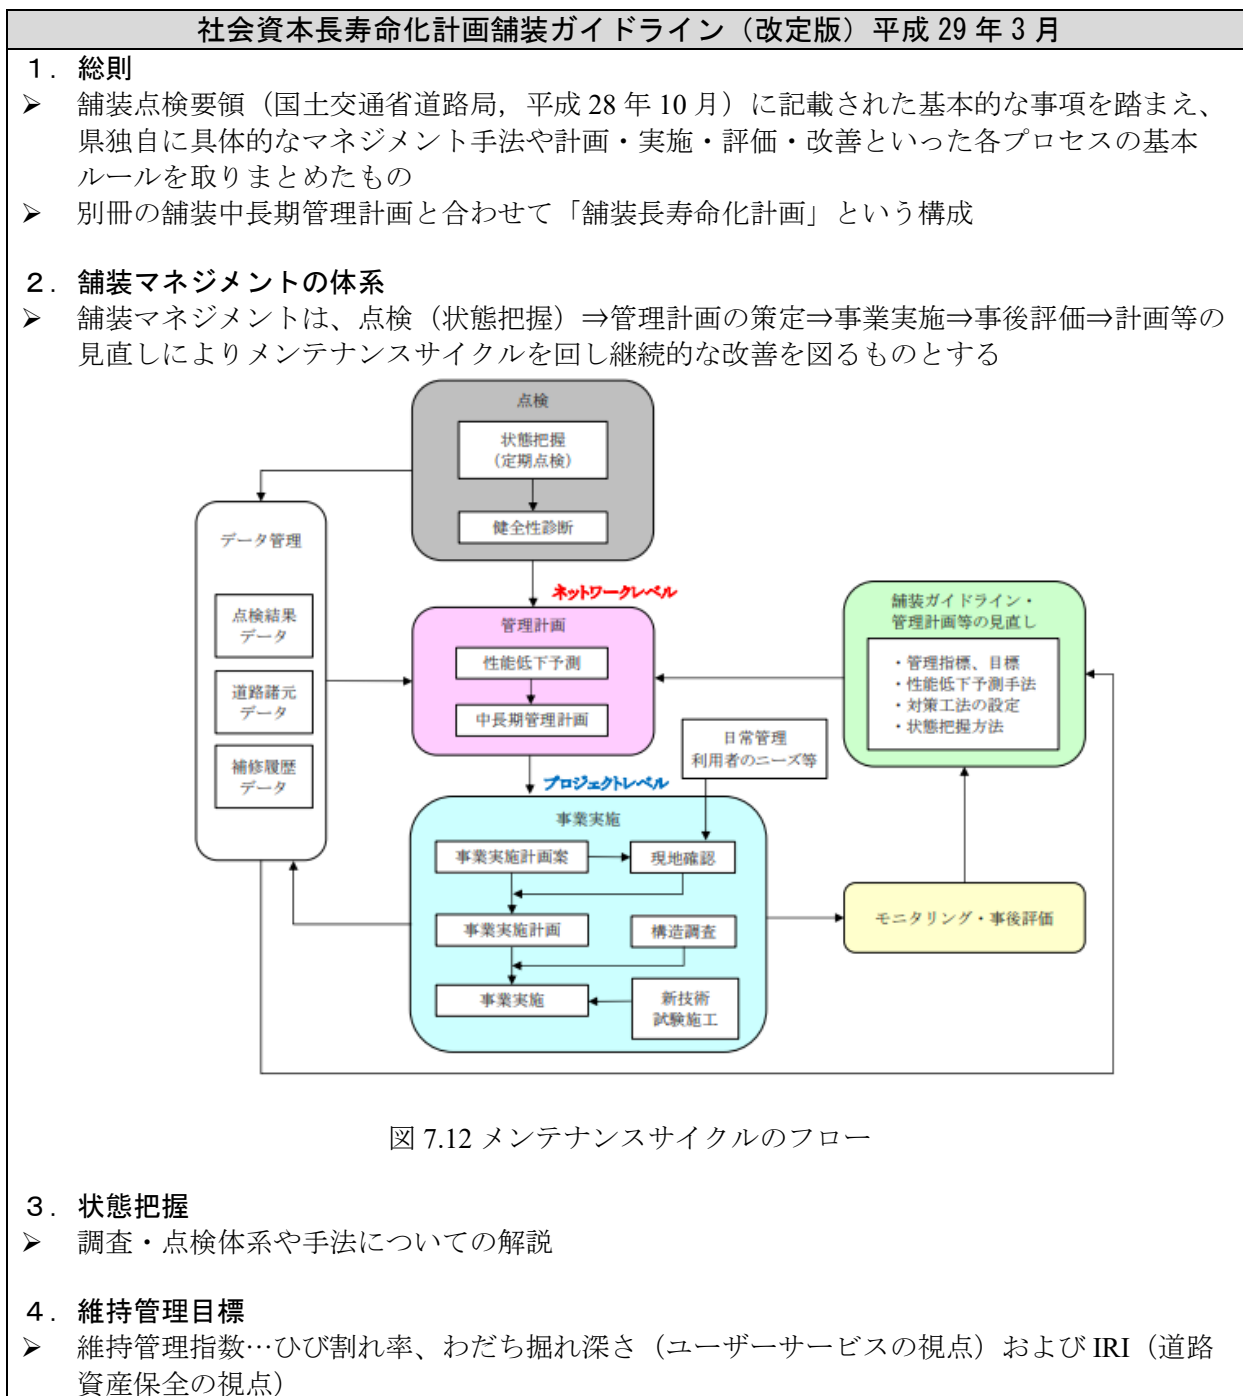 社会資本長寿命化計画舗装ガイドライン（改定版）平成 29 年 3 月
１．総則
➢ 舗装点検要領（国土交通省道路局，平成 28 年 10 月）に記載された基本的な事項を踏まえ、
県独自に具体的なマネジメント手法や計画・実施・評価・改善といった各プロセスの基本
ルールを取りまとめたもの
➢ 別冊の舗装中長期管理計画と合わせて「舗装長寿命化計画」という構成
２．舗装マネジメントの体系
➢ 舗装マネジメントは、点検（状態把握）⇒管理計画の策定⇒事業実施⇒事後評価⇒計画等の
見直しによりメンテナンスサイクルを回し継続的な改善を図るものとする
点検
状態把握
（定期点検）
健全性診断
データ管理
点検結果
データ
道路諸元
データ
補修履歴
データ
ネットワークレベル
管理計画
性能低下予測
中長期管理計画
舗装ガイドライン・
管理計画等の見直し
・管理指標、目標
・性能低下予測手法
・対策工法の設定
・状態把握方法
日常管理
利用者のニーズ等
プロジェクトレベル
事業実施
事業実施計画案
現地確認
事業実施計画
構造調査
事業実施
新技術
試験施工
モニタリング・事後評価
図 7.12 メンテナンスサイクルのフロー
３．状態把握
➢ 調査・点検体系や手法についての解説
４．維持管理目標
➢ 維持管理指数…ひび割れ率、わだち掘れ深さ（ユーザーサービスの視点）および IRI（道路
資産保全の視点）